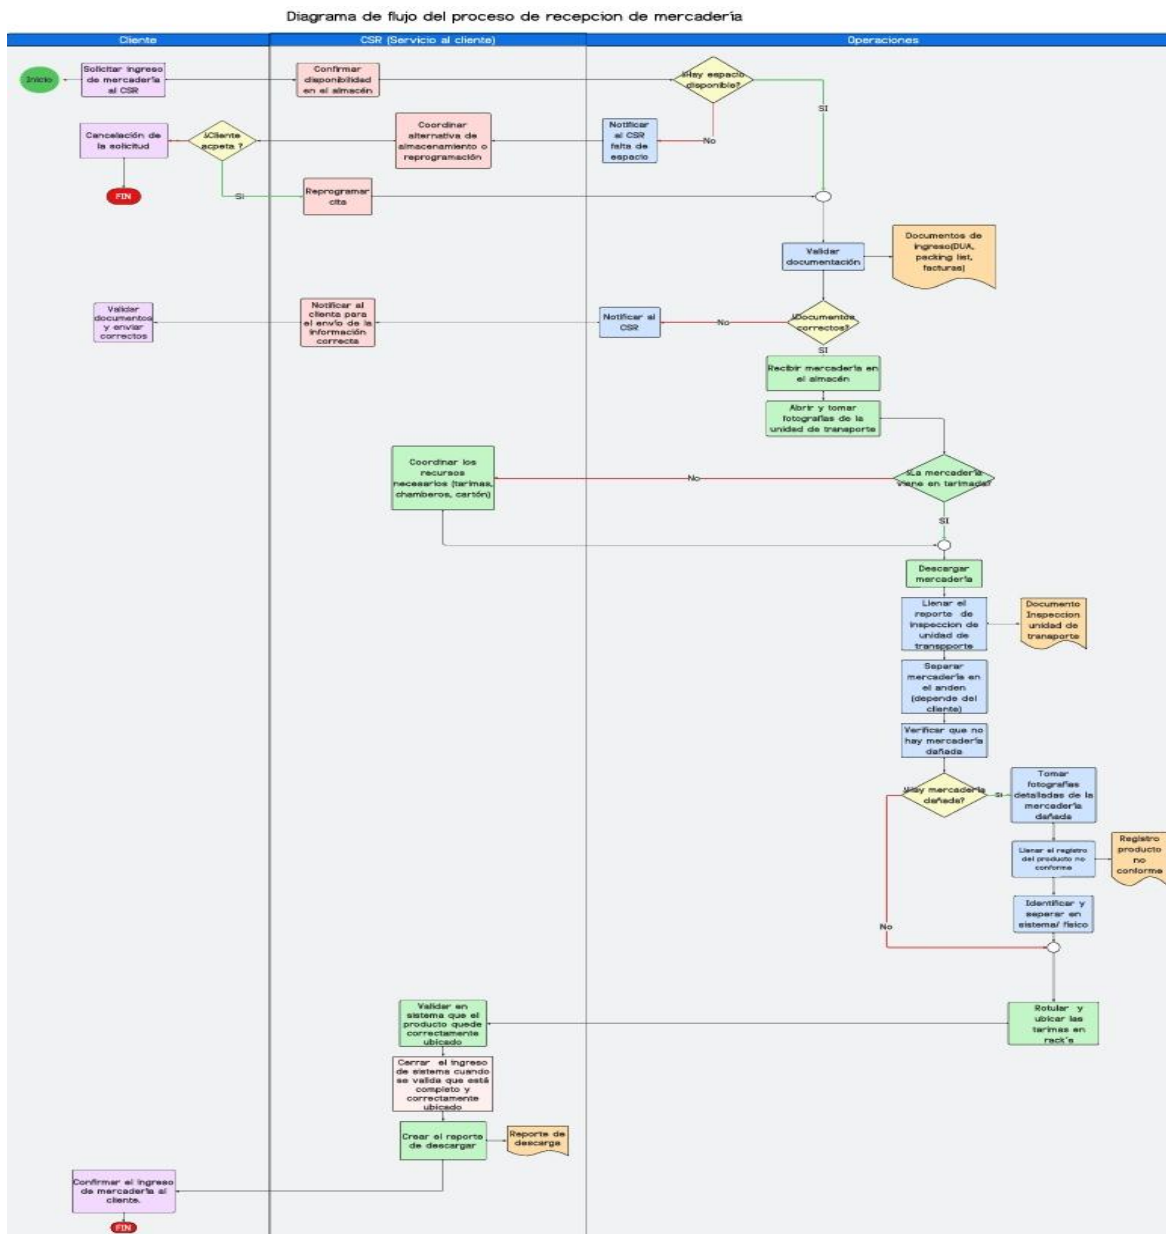 Diagrama de flujo del proceso de recepcion de mercadería
Cliente
CSR (Servicio al cliente)
Operaciones
Inicio
Solicitar ingreso
de mercadería
al CSR
Confirmar
disponibilidad
en el almacén
¿Hay espacio
disponible?
SI
No
Notificar
al CSR
falta de
espacio
Coordinar
alternativa de
almacenamiento o
reprogramación
¿Cliente
acpeta ?
Cancelación de
la solicitud
FIN
Si
Reprogramar
cita
Validar
documentación
Documentos de
ingreso(DUA,
packing list,
facturas)
¿Documentos
correctos?
No
Notificar al
CSR
Notificar al
clienta para
el envío de la
información
correcta
Validar
documentos
y enviar
correctos
SI
Recibir mercadería en
el almacén
Abrir y tomar
fotografías de la
unidad de transporte
¿La mercadería
viene en tarimada?
No
Coordinar los
recursos
necesarios (tarimas,
chamberos, cartón)
SI
Descargar
mercadería
Llenar el
reporte de
inspeccion de
unidad de
transpporte
Documento
Inspeccion
unidad de
transporte
Separar
mercadería en
el anden
(depende del
cliente)
Verificar que no
hay mercadería
dañada
¿Hay mercadería
dañada?
Si
Tomar
fotografías
detalladas de la
mercadería
dañada
Llenar el registro
del producto no
conforme
Registro
producto
no
conforme
Identificar y
separar en
sistema/ físico
No
Rotular y
ubicar las
tarimas en
rack's
Validar en
sistema que el
producto quede
correctamente
ubicado
Cerrar el ingreso
de sistema cuando
se valida que está
completo y
correctamente
ubicado
Crear el reporte
de descargar
Reporte de
descarga
Confirmar el ingreso
de mercadería al
cliente.
FIN